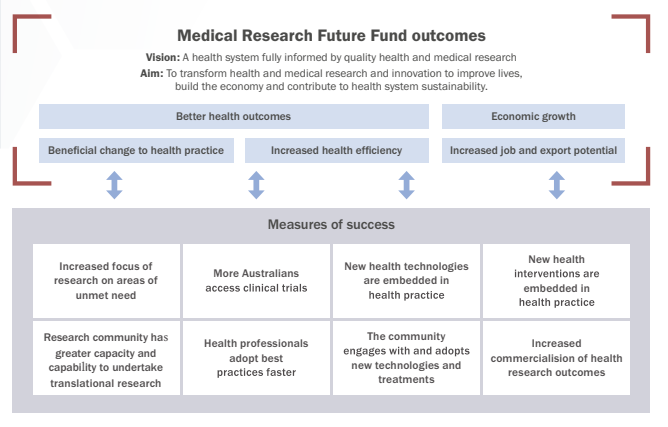 Medical Research Future Fund outcomes
Vision: A health system fully informed by quality health and medical research
Aim: To transform health and medical research and innovation to improve lives,
build the economy and contribute to health system sustainability.
Better health outcomes
Economic growth
Beneficial change to health practice
Increased health efficiency
Increased job and export potential
Measures of success
Increased focus of
research on areas of
unmet need
More Australians
access clinical trials
New health technologies
are embedded in
health practice
New health
interventions are
embedded in
health practice
Research community has
greater capacity and
capability to undertake
translational research
Health professionals
adopt best
practices faster
The community
engages with and adopts
new technologies and
treatments
Increased
commercialision of health
research outcomes